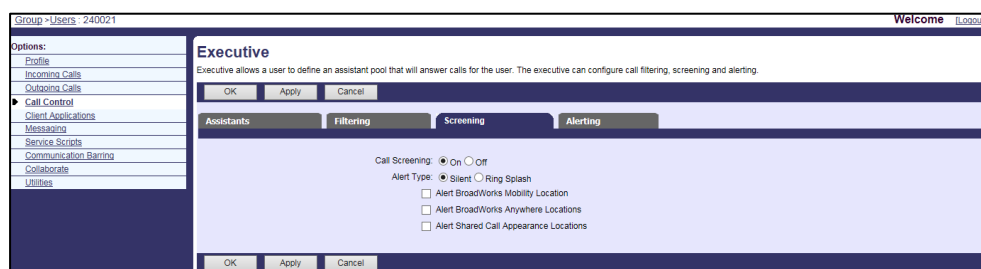 Group >Users : 240021
Welcome [Logou
Options:
Profile
Incoming Calls
Outgoing Calls
Call Control
Client Applications
Messaging
Service Scripts
Communication Barring
Collaborate
Utilities
Executive
Executive allows a user to define an assistant pool that will answer calls for the user. The executive can configure call filtering, screening and alerting.
OK Apply Cancel
Assistants Filtering Screening Alerting
Call Screening: On Off
Alert Type: Silent Ring Splash
Alert BroadWorks Mobility Location
Alert BroadWorks Anywhere Locations
Alert Shared Call Appearance Locations
OK Apply Cancel